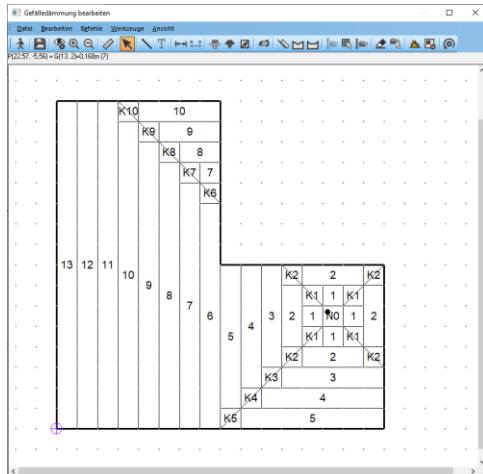 Gefälledämmung bearbeiten
Datei Bearbeiten Befehle Werkzeuge Ansicht
P(22,57, -5,56) = G(13, 2)=0,160m (7)
K10 10
K9 9
K8 8
K7 7
K6
13 12 11 10 9 8 7 6 5 4 3
K2 2 K2
K1 1 K1
2 1 N0 1 2
K1 1 K1
K2 2 K2
K3 3
K4 4
K5 5